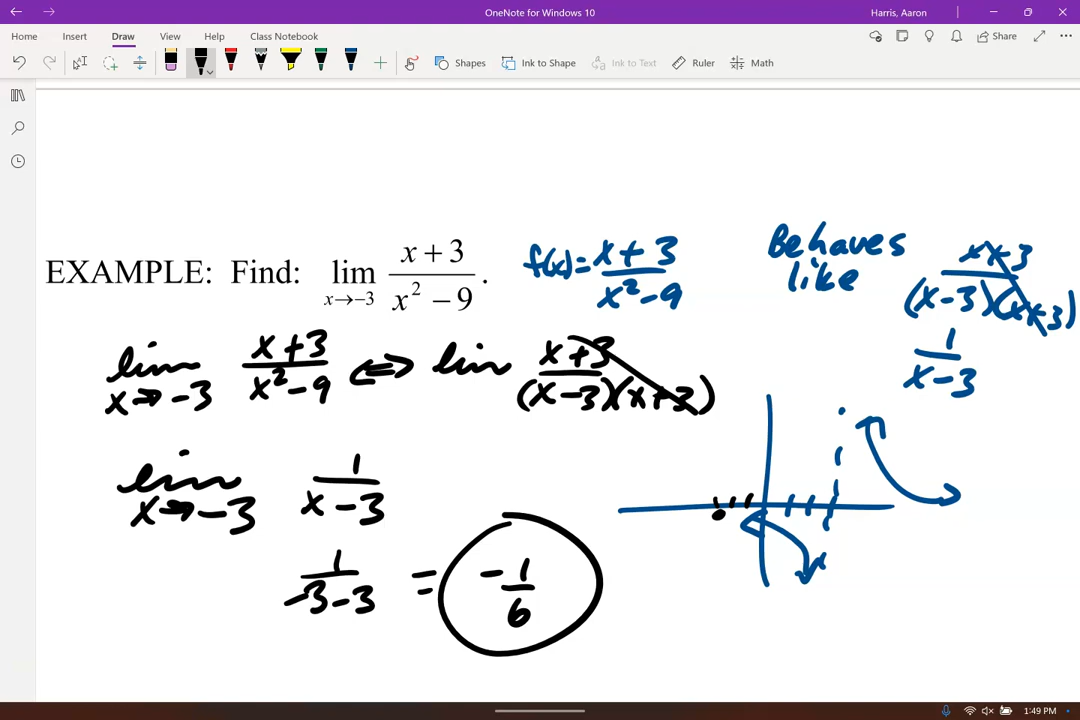 OneNote for Windows 10
Harris, Aaron
Home Insert Draw View Help Class Notebook
Share
Shapes Ink to Shape Ink to Text Ruler Math
EXAMPLE: Find: lim x→-3 (x + 3)/(x² − 9).
f(x) = (x + 3)/(x² − 9)
Behaves like
(x+3)/((x−3)(x+3))
1/(x−3)
lim x→−3 (x+3)/(x²−9) ⟺ lim (x+3)/((x−3)(x+3))
lim x→−3 1/(x−3)
1/(−3−3) = −1/6
1:49 PM